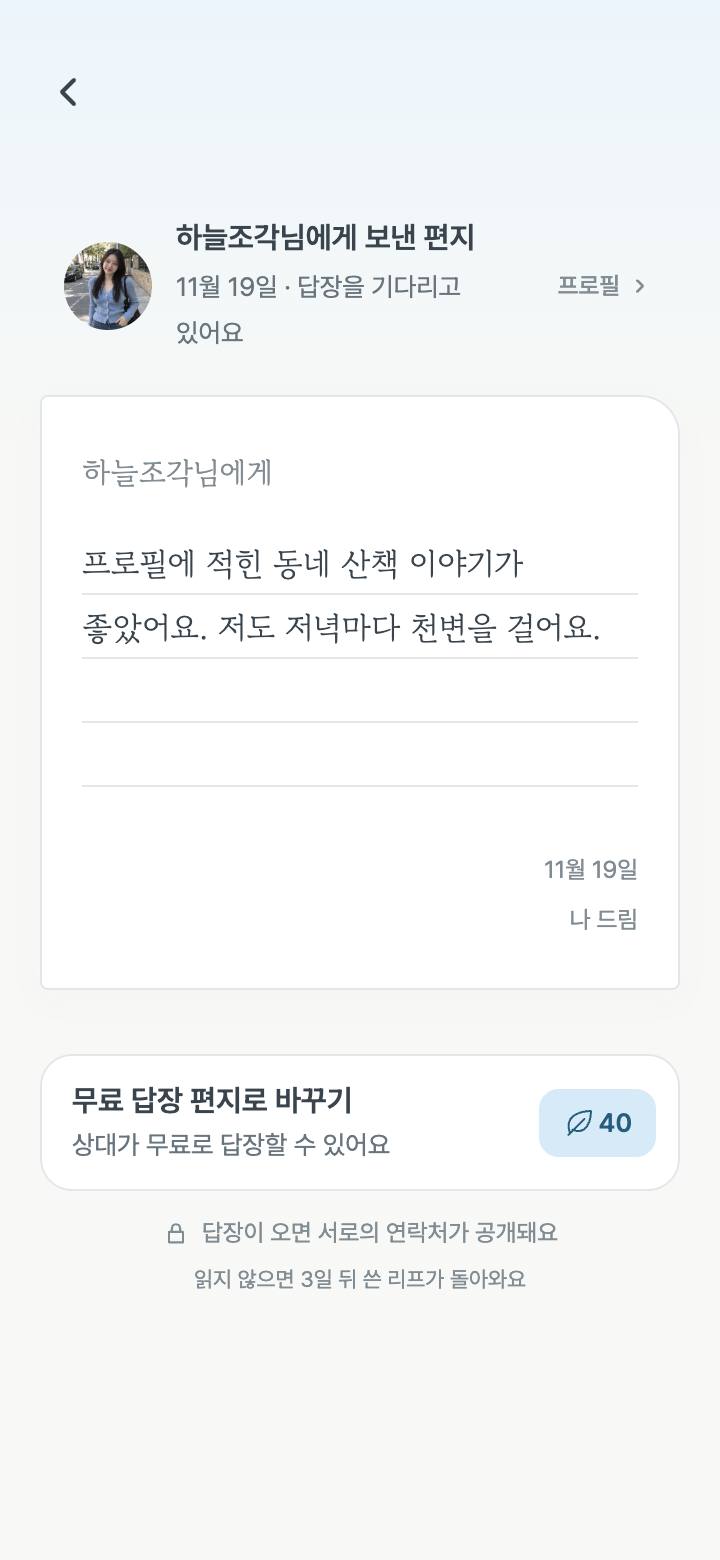 하늘조각님에게 보낸 편지
11월 19일 · 답장을 기다리고
있어요
프로필
하늘조각님에게
프로필에 적힌 동네 산책 이야기가
좋았어요. 저도 저녁마다 천변을 걸어요.
11월 19일
나 드림
무료 답장 편지로 바꾸기
상대가 무료로 답장할 수 있어요
40
답장이 오면 서로의 연락처가 공개돼요
읽지 않으면 3일 뒤 쓴 리프가 돌아와요